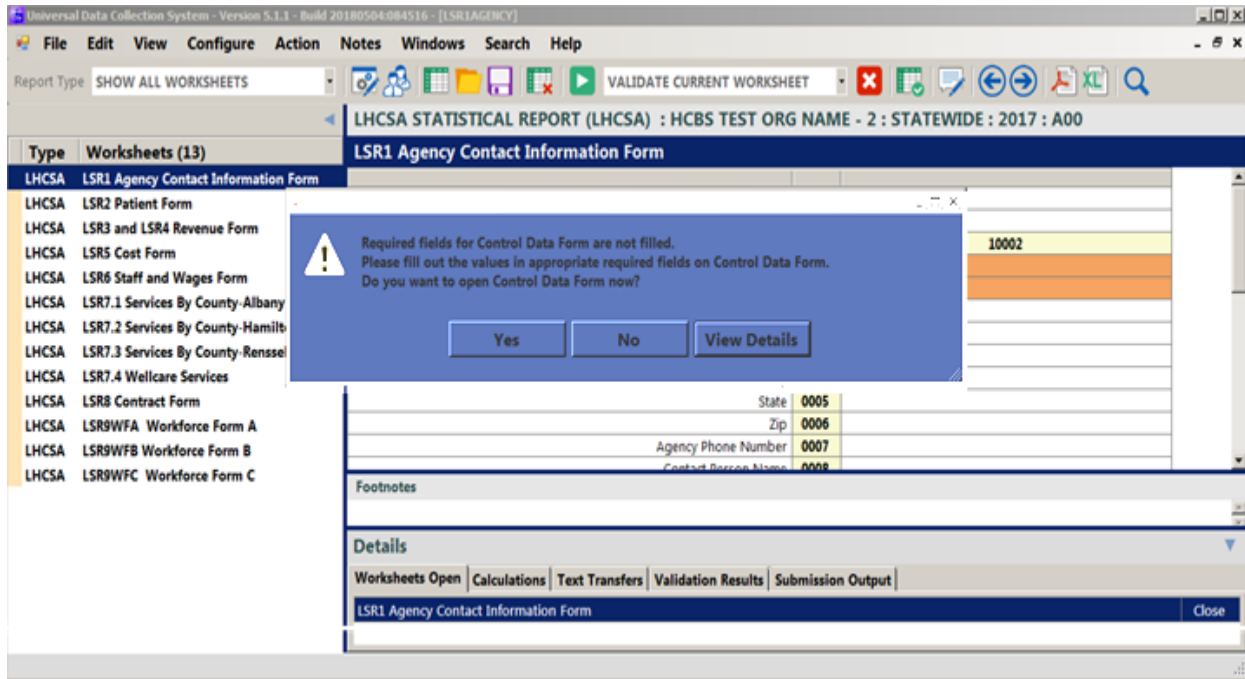 Universal Data Collection System - Version 5.1.1 - Build 20180504:084516 - [LSR1AGENCY]
File Edit View Configure Action Notes Windows Search Help
Report Type SHOW ALL WORKSHEETS VALIDATE CURRENT WORKSHEET
LHCSA STATISTICAL REPORT (LHCSA) : HCBS TEST ORG NAME - 2 : STATEWIDE : 2017 : A00
Type Worksheets (13)
LSR1 Agency Contact Information Form
LHCSA LSR1 Agency Contact Information Form
LHCSA LSR2 Patient Form
LHCSA LSR3 and LSR4 Revenue Form
LHCSA LSR5 Cost Form
LHCSA LSR6 Staff and Wages Form
LHCSA LSR7.1 Services By County-Albany
LHCSA LSR7.2 Services By County-Hamilt
LHCSA LSR7.3 Services By County-Renssel
LHCSA LSR7.4 Wellcare Services
LHCSA LSR8 Contract Form
LHCSA LSR9WFA Workforce Form A
LHCSA LSR9WFB Workforce Form B
LHCSA LSR9WFC Workforce Form C
10002
Required fields for Control Data Form are not filled.
Please fill out the values in appropriate required fields on Control Data Form.
Do you want to open Control Data Form now?
Yes No View Details
State 0005
Zip 0006
Agency Phone Number 0007
Contact Person Name 0008
Footnotes
Details
Worksheets Open Calculations Text Transfers Validation Results Submission Output
LSR1 Agency Contact Information Form Close